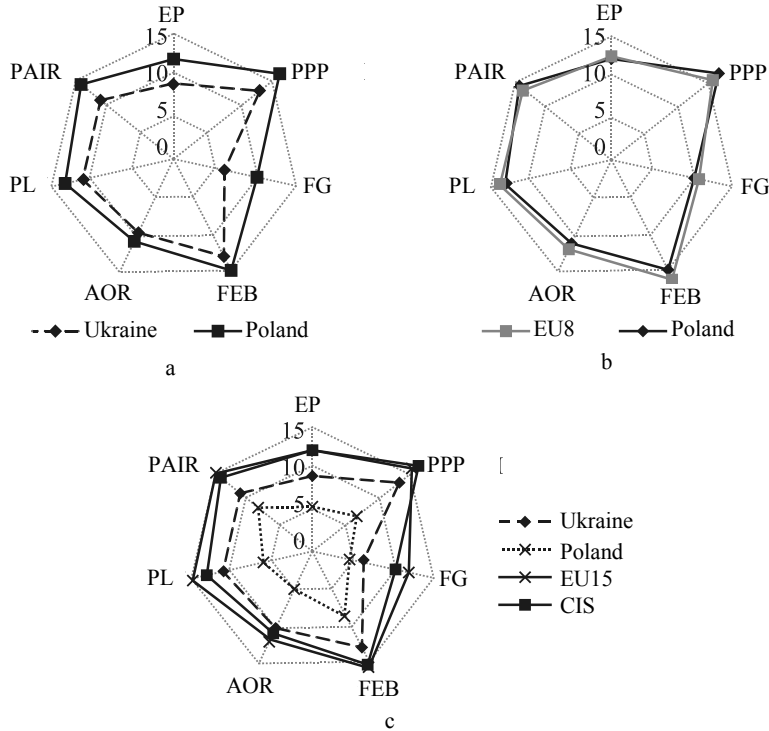 EP
15
PAIR
10
PPP
5
0
PL
FG
AOR
FEB
Ukraine
Poland
a
EP
15
PAIR
10
PPP
5
0
PL
FG
AOR
FEB
EU8
Poland
b
EP
15
PAIR
10
PPP
5
0
PL
FG
AOR
FEB
Ukraine
Poland
EU15
CIS
c